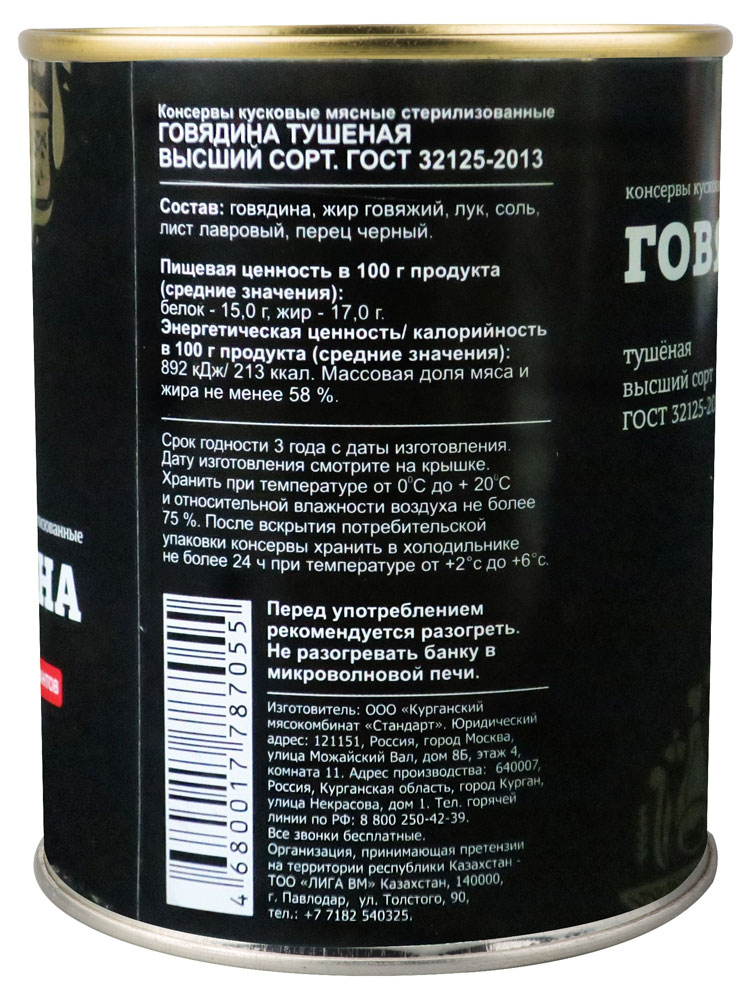 Консервы кусковые мясные стерилизованные
ГОВЯДИНА ТУШЕНАЯ
ВЫСШИЙ СОРТ. ГОСТ 32125-2013
Состав: говядина, жир говяжий, лук, соль,
лист лавровый, перец черный.
Пищевая ценность в 100 г продукта
(средние значения):
белок - 15,0 г, жир - 17,0 г.
Энергетическая ценность/ калорийность
в 100 г продукта (средние значения):
892 кДж/ 213 ккал. Массовая доля мяса и
жира не менее 58 %.
Срок годности 3 года с даты изготовления.
Дату изготовления смотрите на крышке.
Хранить при температуре от 0°С до + 20°С
и относительной влажности воздуха не более
75 %. После вскрытия потребительской
упаковки консервы хранить в холодильнике
не более 24 ч при температуре от +2°с до +6°с.
Перед употреблением
рекомендуется разогреть.
Не разогревать банку в
микроволновой печи.
Изготовитель: ООО «Курганский
мясокомбинат «Стандарт». Юридический
адрес: 121151, Россия, город Москва,
улица Можайский Вал, дом 8Б, этаж 4,
комната 11. Адрес производства: 640007,
Россия, Курганская область, город Курган,
улица Некрасова, дом 1. Тел. горячей
линии по РФ: 8 800 250-42-39.
Все звонки бесплатные.
Организация, принимающая претензии
на территории республики Казахстан -
ТОО «ЛИГА ВМ» Казахстан, 140000,
г. Павлодар, ул. Толстого, 90,
тел.: +7 7182 540325.
4 680017 787055
консервы куско
ГОВЯ
тушёная
высший сорт
ГОСТ 32125-20
лизованные
НА
нтов